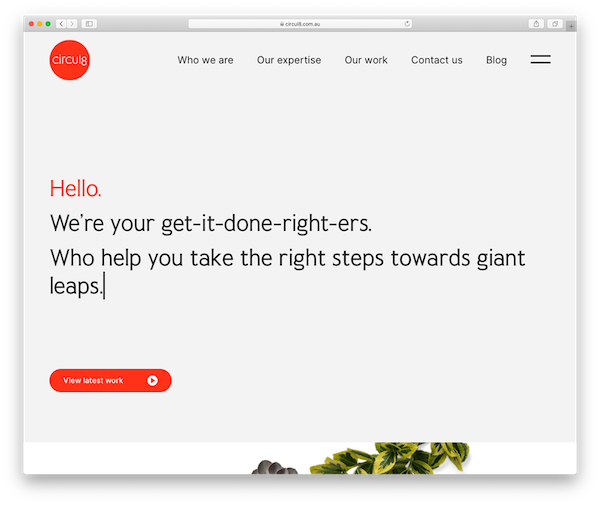 circul8.com.au
circul8
Who we are
Our expertise
Our work
Contact us
Blog
Hello.
We're your get-it-done-right-ers.
Who help you take the right steps towards giant
leaps.
View latest work